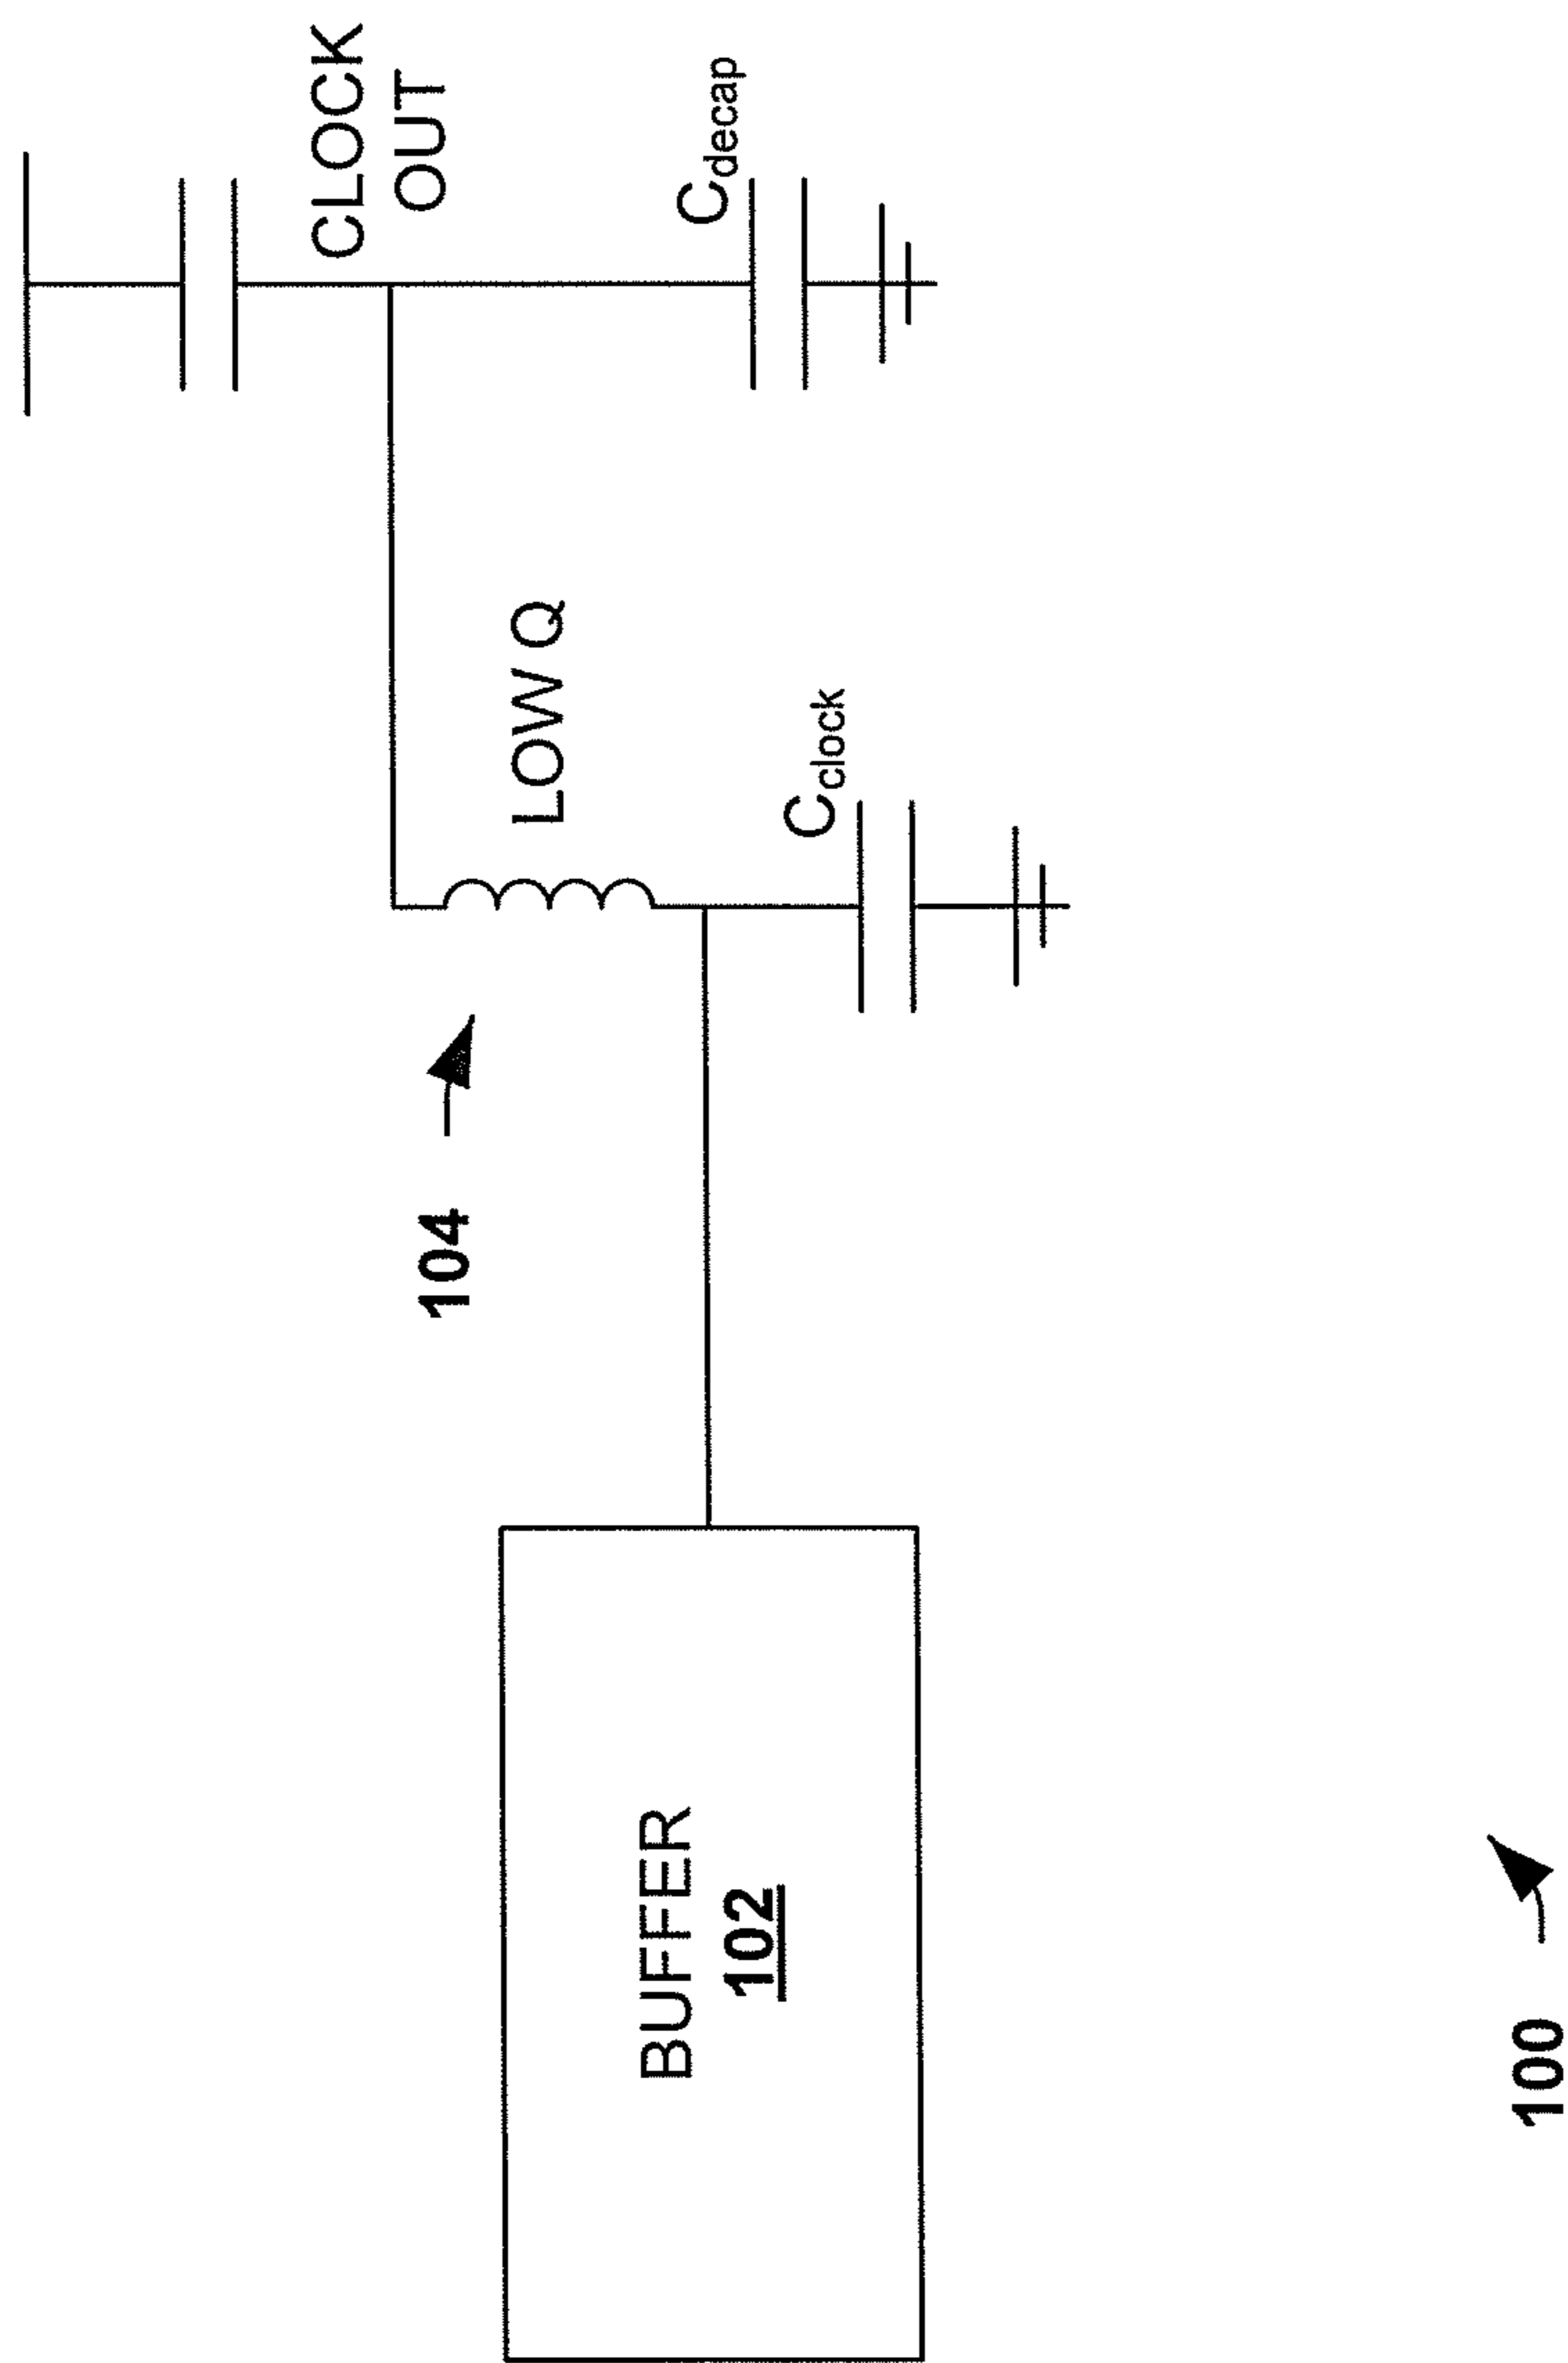 CLOCK
OUT
C_decap
LOW Q
C_clock
104
BUFFER
102
100